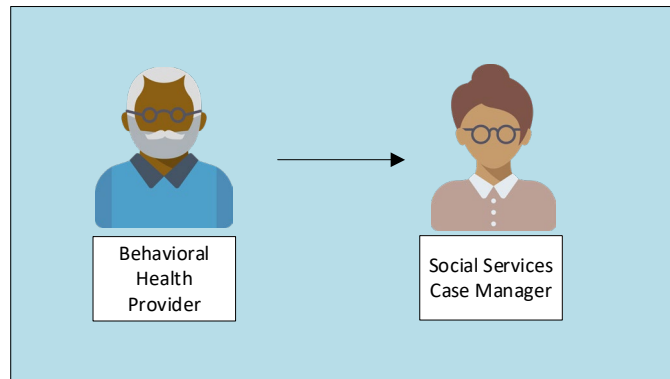 Behavioral
Health
Provider
Social Services
Case Manager